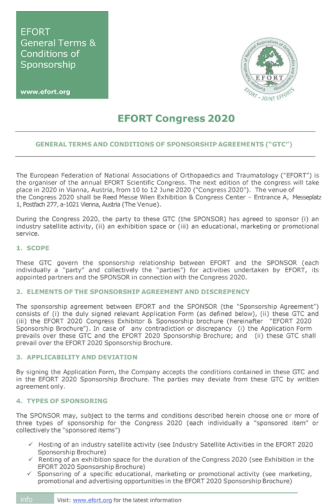 EFORT
General Terms &
Conditions of
Sponsorship
www.efort.org
EFORT
EFORT - JOINT EFFORTS
EFORT Congress 2020
GENERAL TERMS AND CONDITIONS OF SPONSORSHIP AGREEMENTS ("GTC")
The European Federation of National Associations of Orthopaedics and Traumatology ("EFORT") is
the organiser of the annual EFORT Scientific Congress. The next edition of the congress will take
place in 2020 in Vianna, Austria, from 10 to 12 June 2020 ("Congress 2020"). The venue of
the Congress 2020 shall be Reed Messe Wien Exhibition & Congress Center - Entrance A, Messeplatz
1, Postfach 277, a-1021 Vienna, Austria (The Venue).
During the Congress 2020, the party to these GTC (the SPONSOR) has agreed to sponsor (i) an
industry satellite activity, (ii) an exhibition space or (iii) an educational, marketing or promotional
service.
1. SCOPE
These GTC govern the sponsorship relationship between EFORT and the SPONSOR (each
individually a "party" and collectively the "parties") for activities undertaken by EFORT, its
appointed partners and the SPONSOR in connection with the Congress 2020.
2. ELEMENTS OF THE SPONSORSHIP AGREEMENT AND DISCREPENCY
The sponsorship agreement between EFORT and the SPONSOR (the "Sponsorship Agreement")
consists of (i) the duly signed relevant Application Form (as defined below), (ii) these GTC and
(iii) the EFORT 2020 Congress Exhibitor & Sponsorship brochure (hereinafter "EFORT 2020
Sponsorship Brochure"). In case of any contradiction or discrepancy (i) the Application Form
prevails over these GTC and the EFORT 2020 Sponsorship Brochure; and (ii) these GTC shall
prevail over the EFORT 2020 Sponsorship Brochure.
3. APPLICABILITY AND DEVIATION
By signing the Application Form, the Company accepts the conditions contained in these GTC and
in the EFORT 2020 Sponsorship Brochure. The parties may deviate from these GTC by written
agreement only.
4. TYPES OF SPONSORING
The SPONSOR may, subject to the terms and conditions described herein choose one or more of
three types of sponsorship for the Congress 2020 (each individually a "sponsored item" or
collectively the "sponsored items")
✓ Hosting of an industry satellite activity (see Industry Satellite Activities in the EFORT 2020
Sponsorship Brochure)
✓ Renting of an exhibition space for the duration of the Congress 2020 (see Exhibition in the
EFORT 2020 Sponsorship Brochure)
✓ Sponsoring of a specific educational, marketing or promotional activity (see marketing,
promotional and advertising opportunities in the EFORT 2020 Sponsorship Brochure)
info Visit: www.efort.org for the latest information